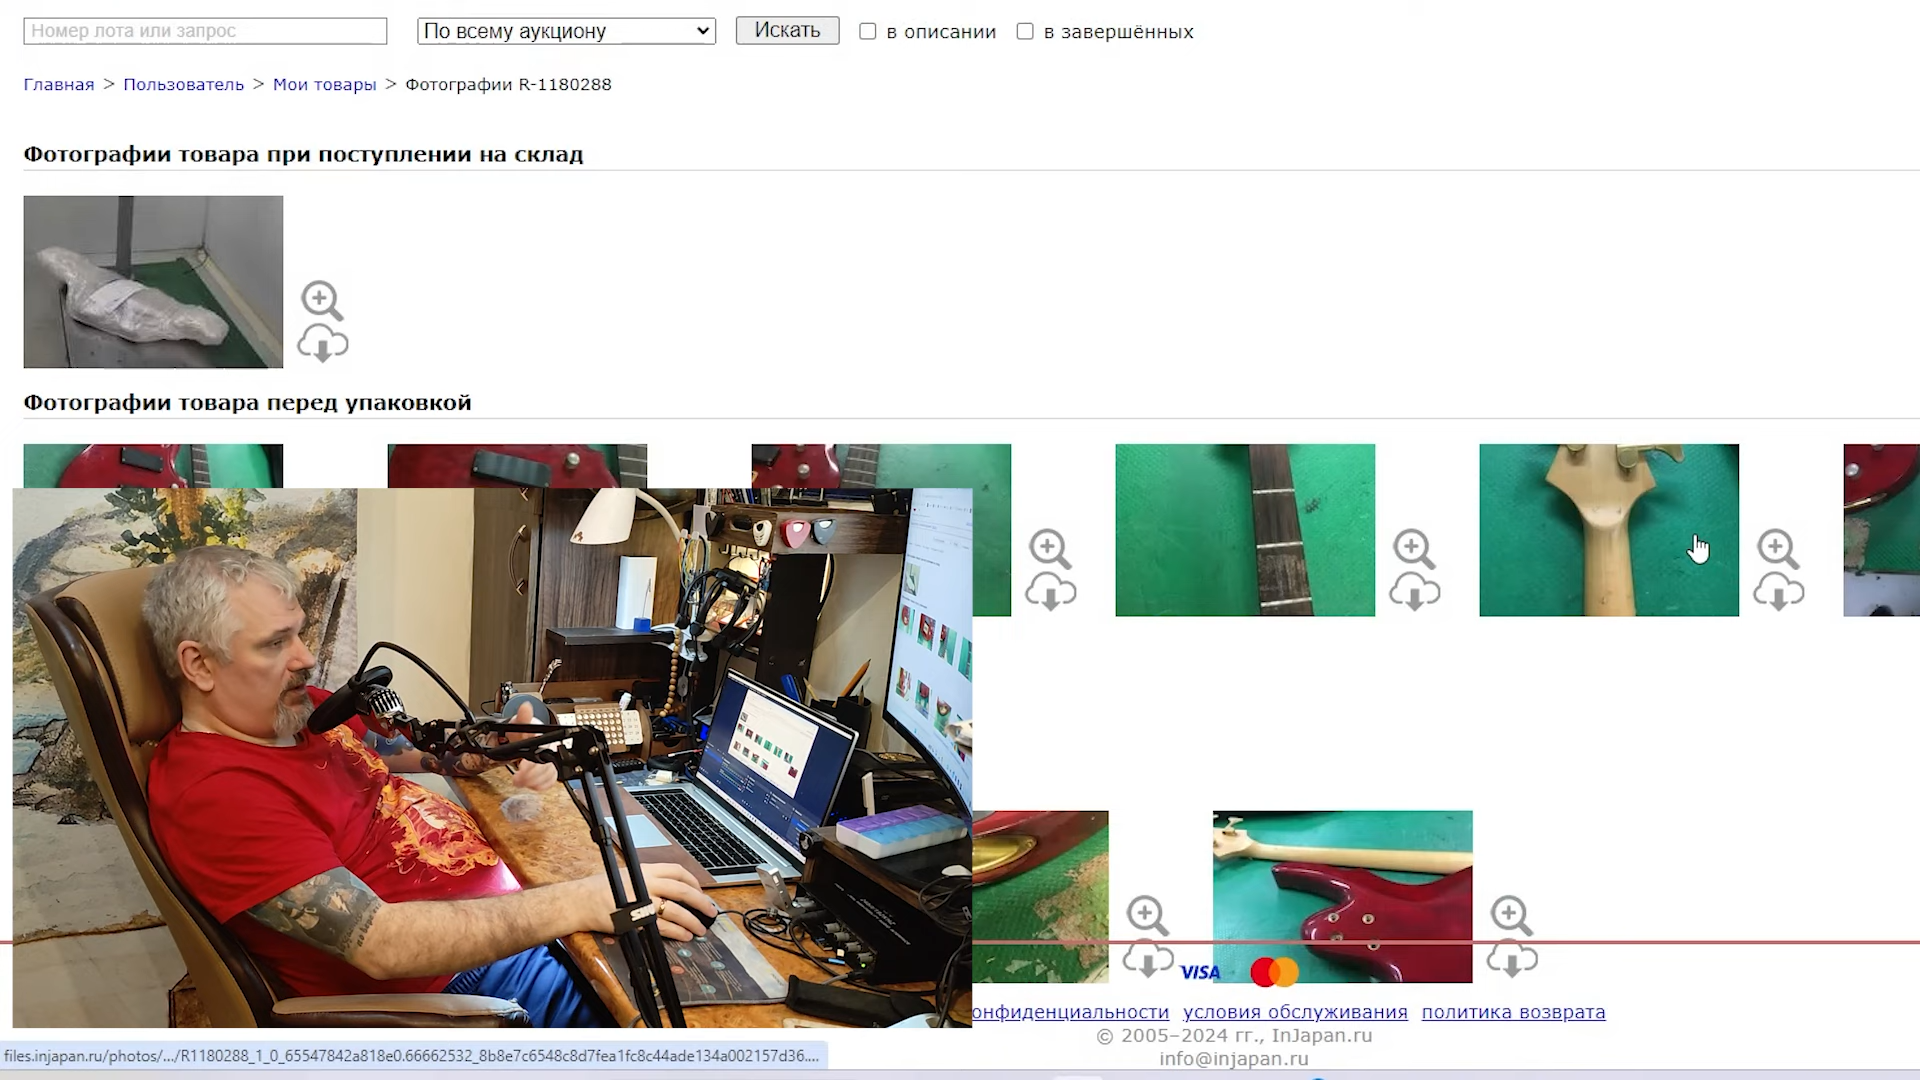 Номер лота или запрос
По всему аукциону
Искать
в описании
в завершённых
Главная > Пользователь > Мои товары > Фотографии R-1180288
Фотографии товара при поступлении на склад
Фотографии товара перед упаковкой
VISA
онфиденциальности условия обслуживания политика возврата
© 2005–2024 гг., InJapan.ru
info@injapan.ru
files.injapan.ru/photos/.../R1180288_1_0_65547842a818e0.66662532_8b8e7c6548c8d7fea1fc8c44ade134a002157d36....